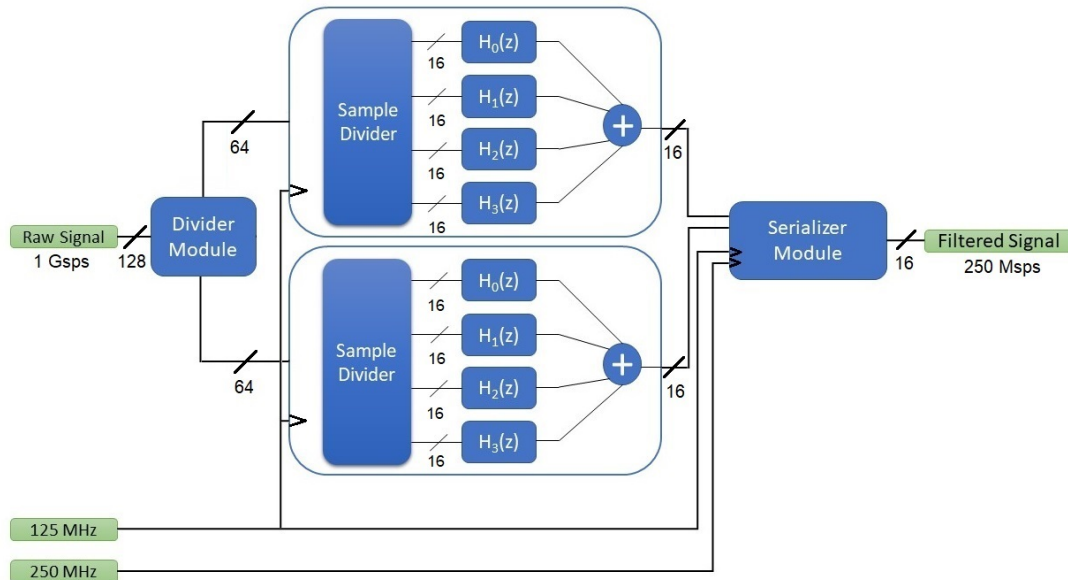 H₀(z)
16
H₁(z)
Sample
Divider
16
H₂(z)
16
H₃(z)
16
64
16
Raw Signal
1 Gsps
128
Divider
Module
Serializer
Module
16
Filtered Signal
250 Msps
64
H₀(z)
16
H₁(z)
Sample
Divider
16
H₂(z)
16
H₃(z)
16
16
125 MHz
250 MHz